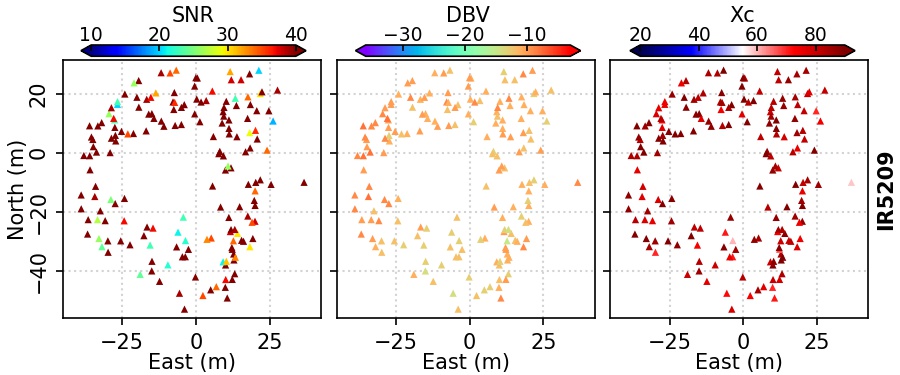 SNR DBV Xc
10 20 30 40 −30 −20 −10 20 40 60 80
20
0
−20
−40
North (m)
−25 0 25 −25 0 25 −25 0 25
East (m) East (m) East (m)
IR5209